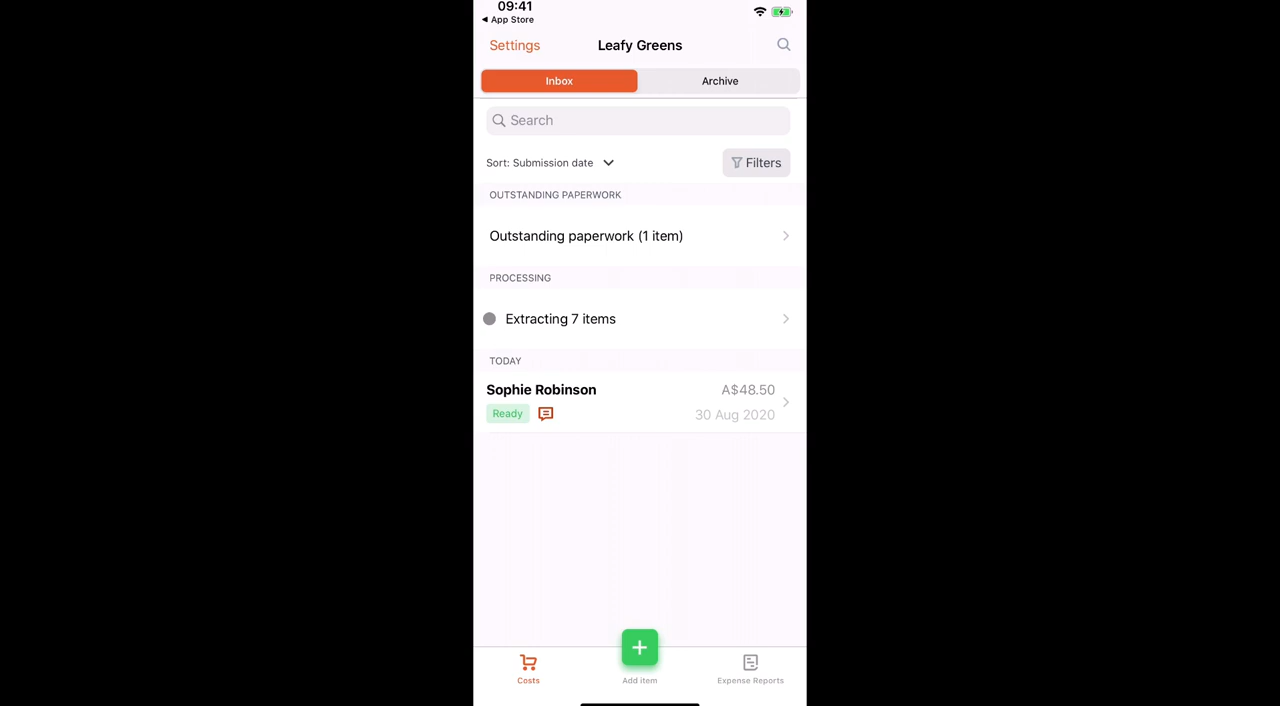 09:41
App Store
Settings
Leafy Greens
Inbox
Archive
Search
Sort: Submission date
Filters
OUTSTANDING PAPERWORK
Outstanding paperwork (1 item)
PROCESSING
Extracting 7 items
TODAY
Sophie Robinson
A$48.50
Ready
30 Aug 2020
+
Costs
Add item
Expense Reports